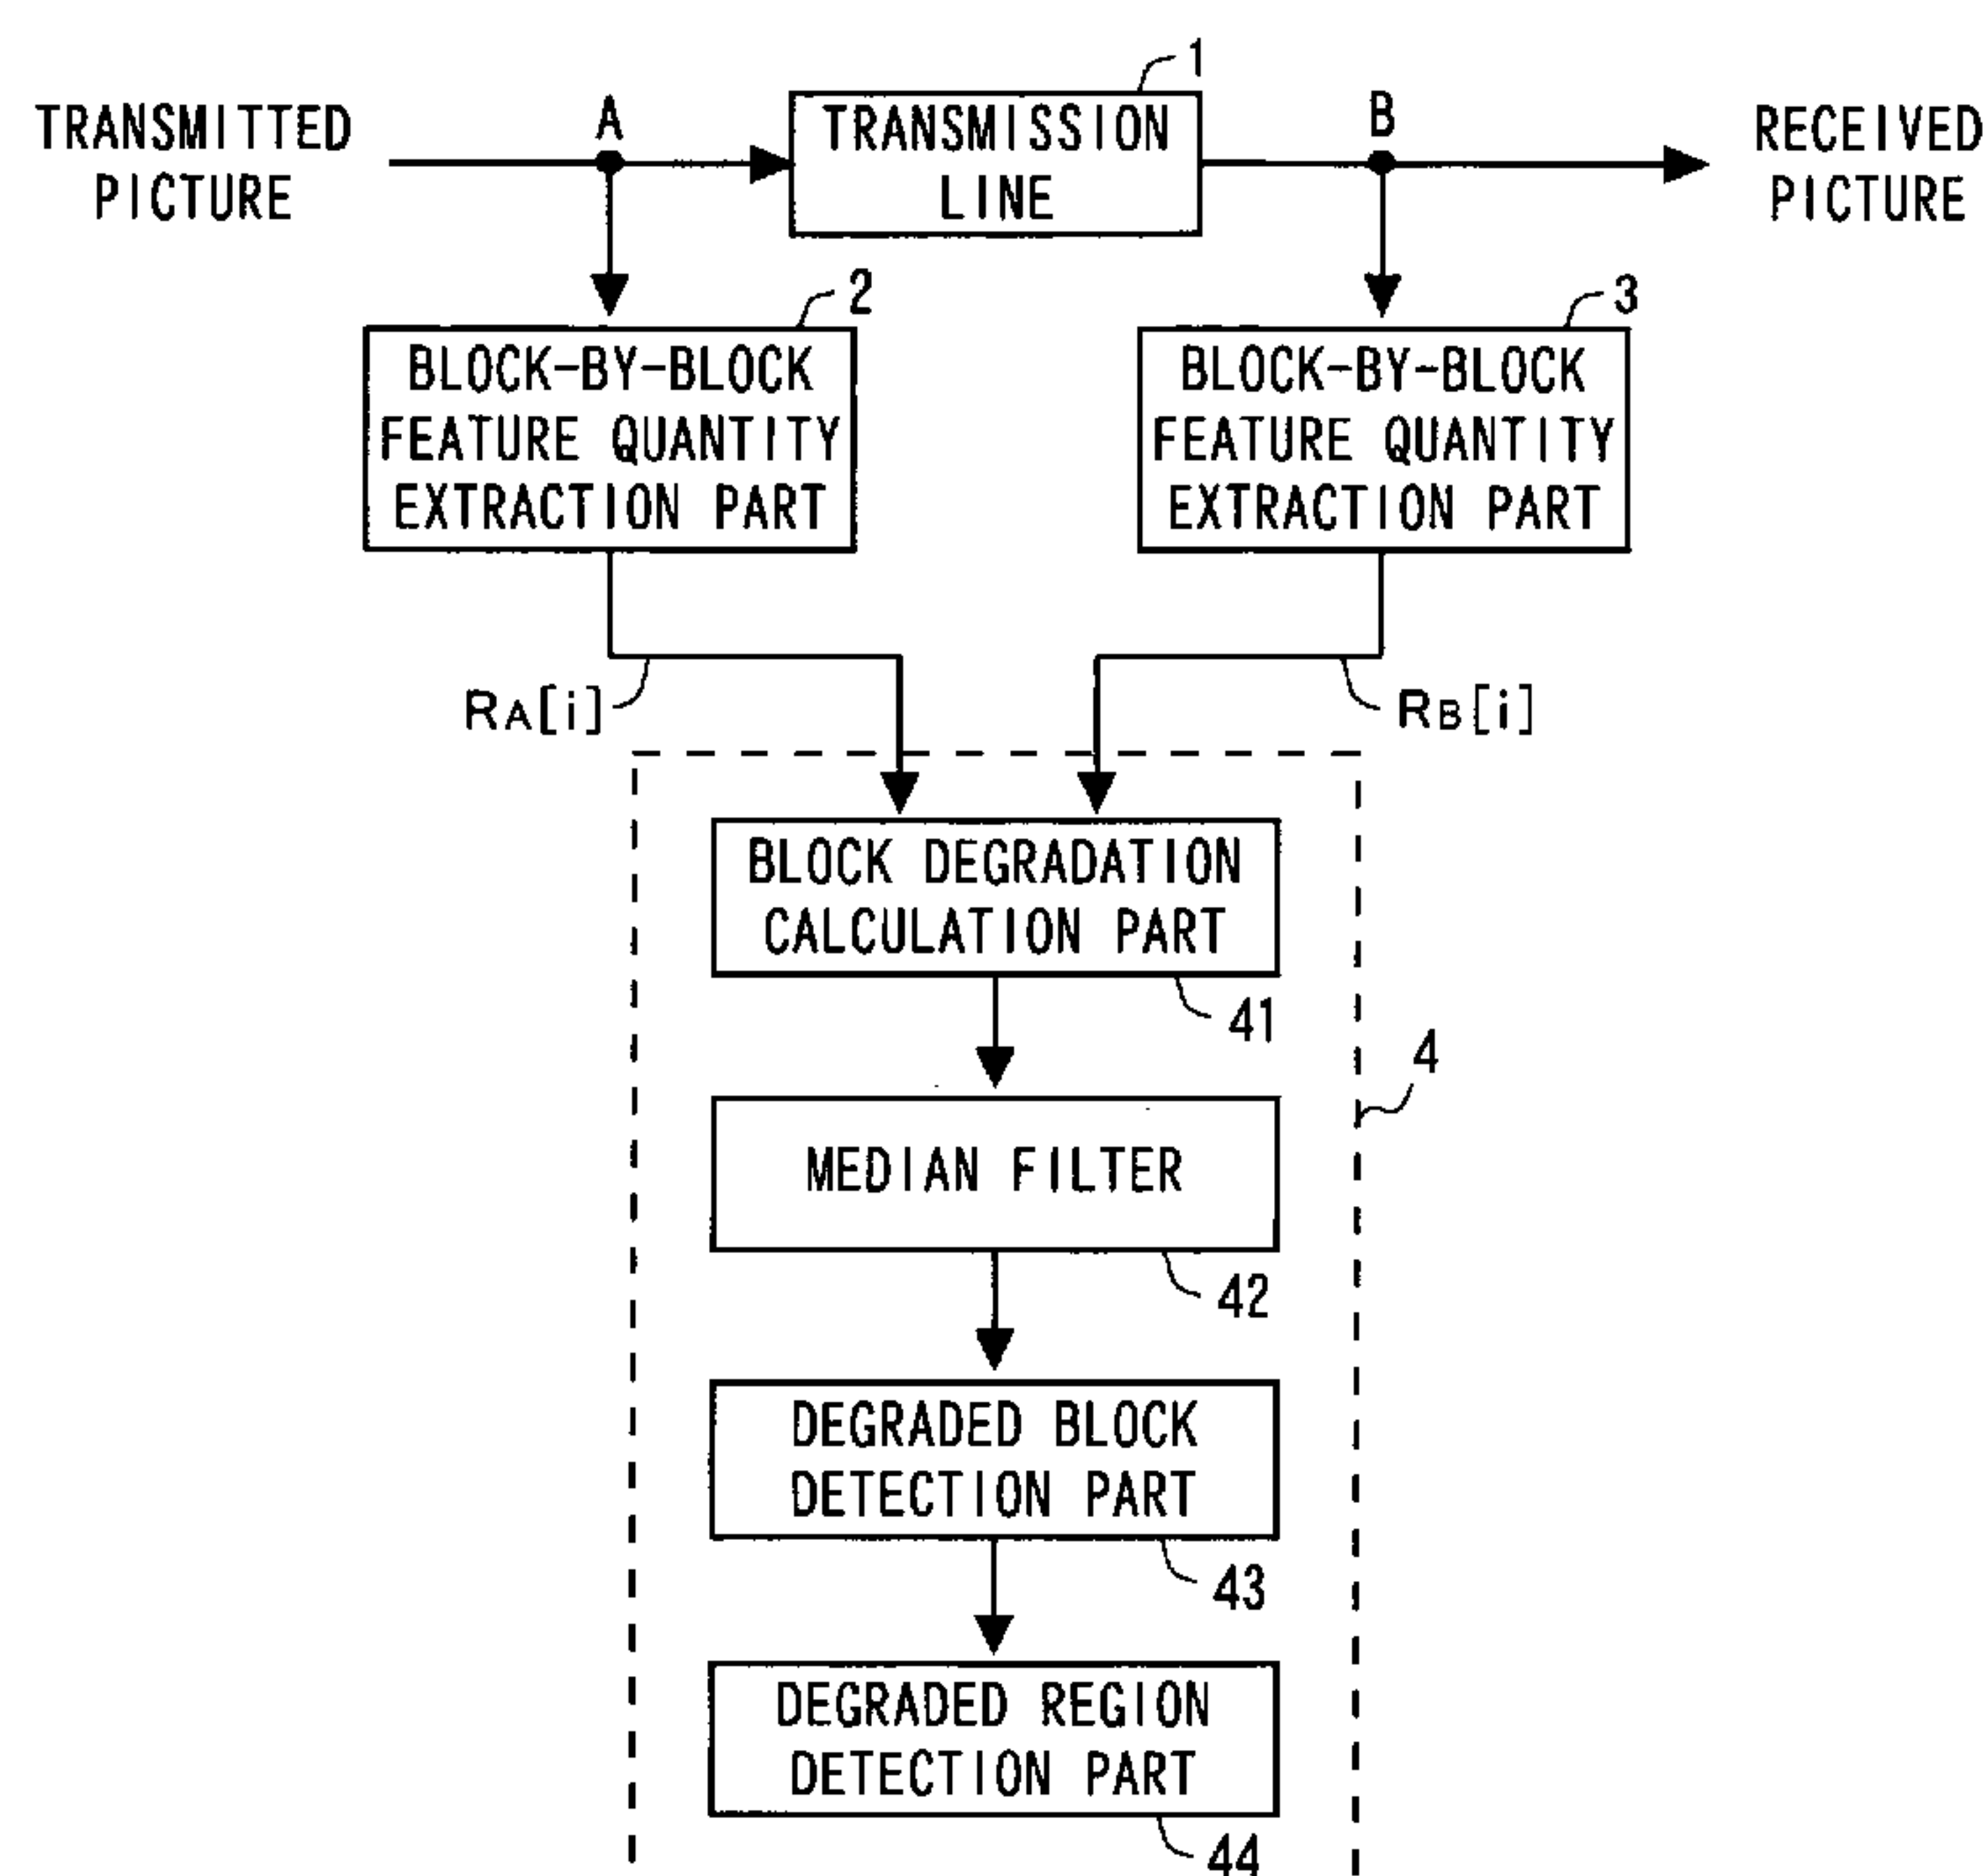 1
TRANSMITTED
PICTURE
A
TRANSMISSION
LINE
B
RECEIVED
PICTURE
2
BLOCK-BY-BLOCK
FEATURE QUANTITY
EXTRACTION PART
3
BLOCK-BY-BLOCK
FEATURE QUANTITY
EXTRACTION PART
RA[i]
RB[i]
BLOCK DEGRADATION
CALCULATION PART
41
4
MEDIAN FILTER
42
DEGRADED BLOCK
DETECTION PART
43
DEGRADED REGION
DETECTION PART
44